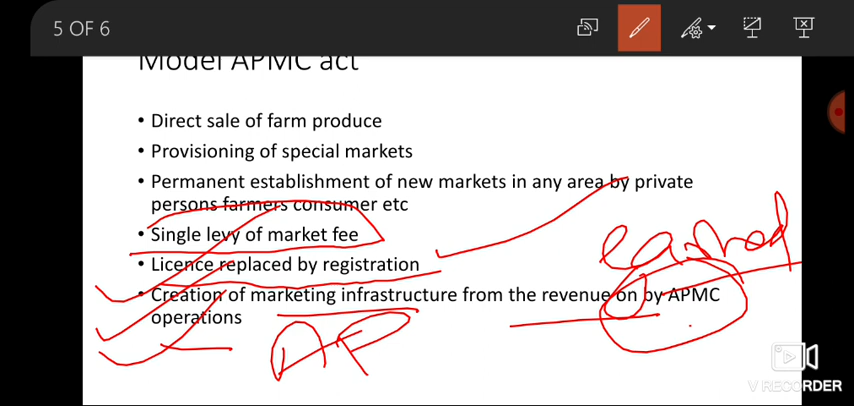 5 OF 6
Model APMC act
• Direct sale of farm produce
• Provisioning of special markets
• Permanent establishment of new markets in any area by private
persons farmers consumer etc
• Single levy of market fee
• Licence replaced by registration
earned
• Creation of marketing infrastructure from the revenue on by APMC
operations
AP
V RECORDER